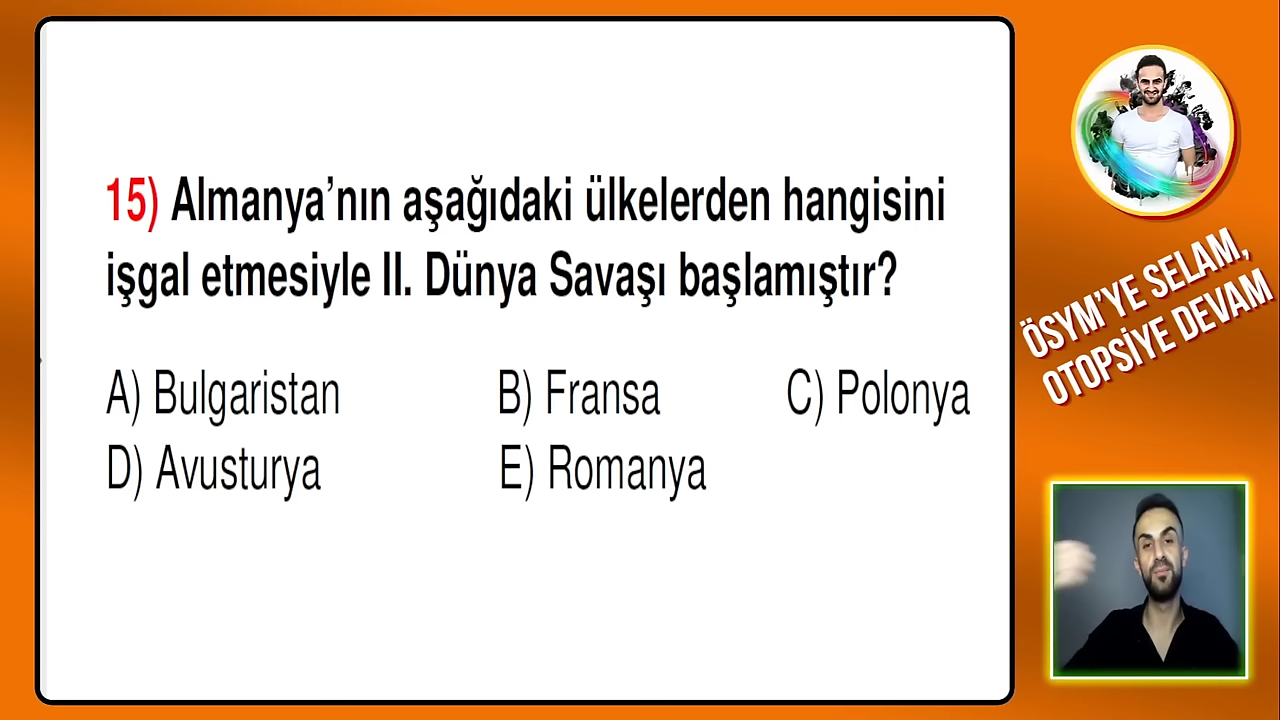 15) Almanya’nın aşağıdaki ülkelerden hangisini
işgal etmesiyle II. Dünya Savaşı başlamıştır?
A) Bulgaristan B) Fransa C) Polonya
D) Avusturya E) Romanya
ÖSYM’YE SELAM,
OTOPSİYE DEVAM